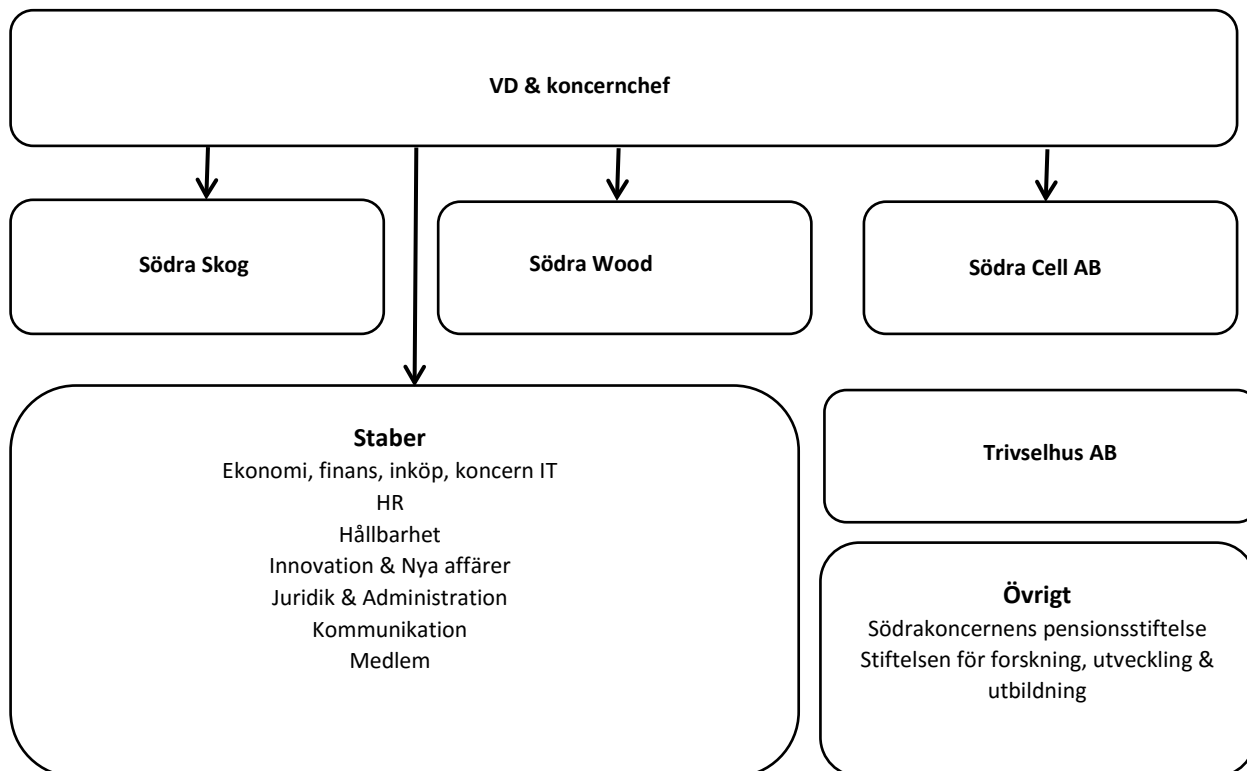 VD & koncernchef
Södra Skog
Södra Wood
Södra Cell AB
Staber
Ekonomi, finans, inköp, koncern IT
HR
Hållbarhet
Innovation & Nya affärer
Juridik & Administration
Kommunikation
Medlem
Trivselhus AB
Övrigt
Södrakoncernens pensionsstiftelse
Stiftelsen för forskning, utveckling &
utbildning